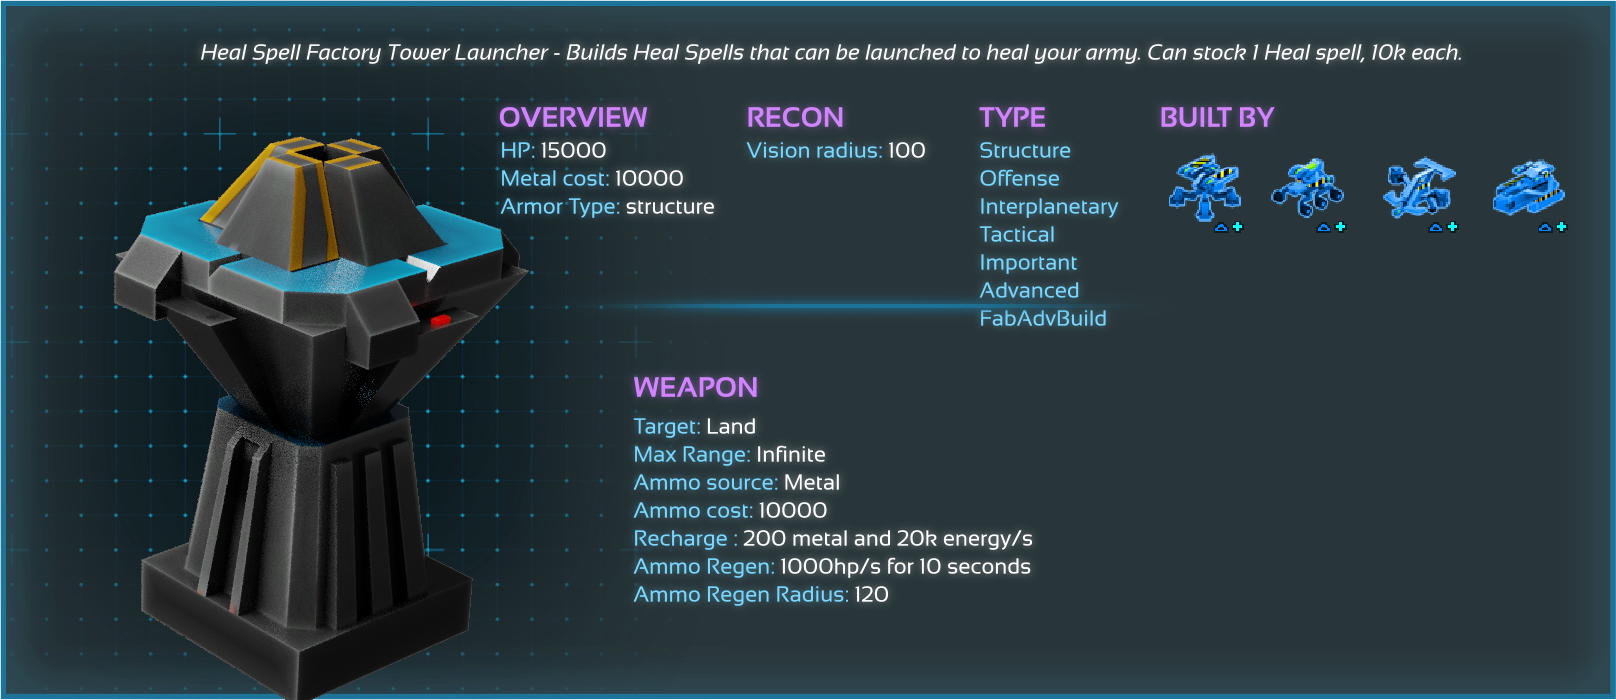 Heal Spell Factory Tower Launcher - Builds Heal Spells that can be launched to heal your army. Can stock 1 Heal spell, 10k each.
OVERVIEW
HP: 15000
Metal cost: 10000
Armor Type: structure
RECON
Vision radius: 100
TYPE
Structure
Offense
Interplanetary
Tactical
Important
Advanced
FabAdvBuild
BUILT BY
WEAPON
Target: Land
Max Range: Infinite
Ammo source: Metal
Ammo cost: 10000
Recharge : 200 metal and 20k energy/s
Ammo Regen: 1000hp/s for 10 seconds
Ammo Regen Radius: 120